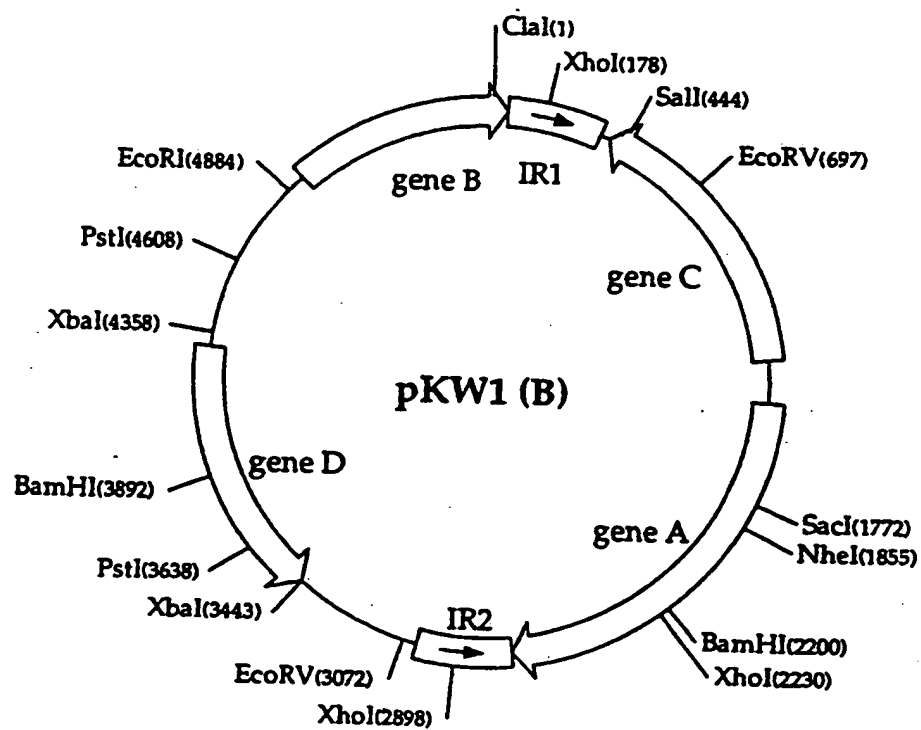 ClaI(1)
XhoI(178)
SalI(444)
EcoRV(697)
EcoRI(4884)
gene B
IR1
PstI(4608)
gene C
XbaI(4358)
pKW1 (B)
gene D
BamHI(3892)
gene A
SacI(1772)
NheI(1855)
PstI(3638)
XbaI(3443)
IR2
BamHI(2200)
EcoRV(3072)
XhoI(2230)
XhoI(2898)